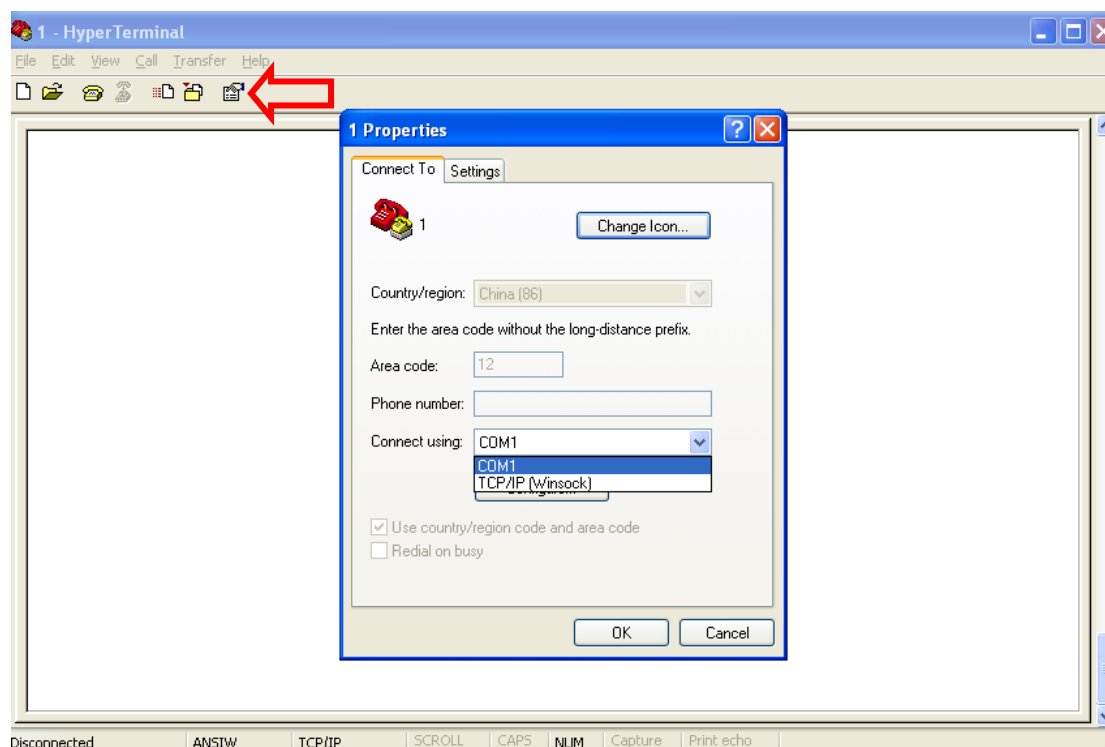 1 - HyperTerminal
File Edit View Call Transfer Help
1 Properties
Connect To Settings
1
Change Icon...
Country/region: China (86)
Enter the area code without the long-distance prefix.
Area code: 12
Phone number:
Connect using: COM1
COM1
TCP/IP (Winsock)
Use country/region code and area code
Redial on busy
OK Cancel
Disconnected ANSIW TCP/IP SCROLL CAPS NUM Capture Print echo